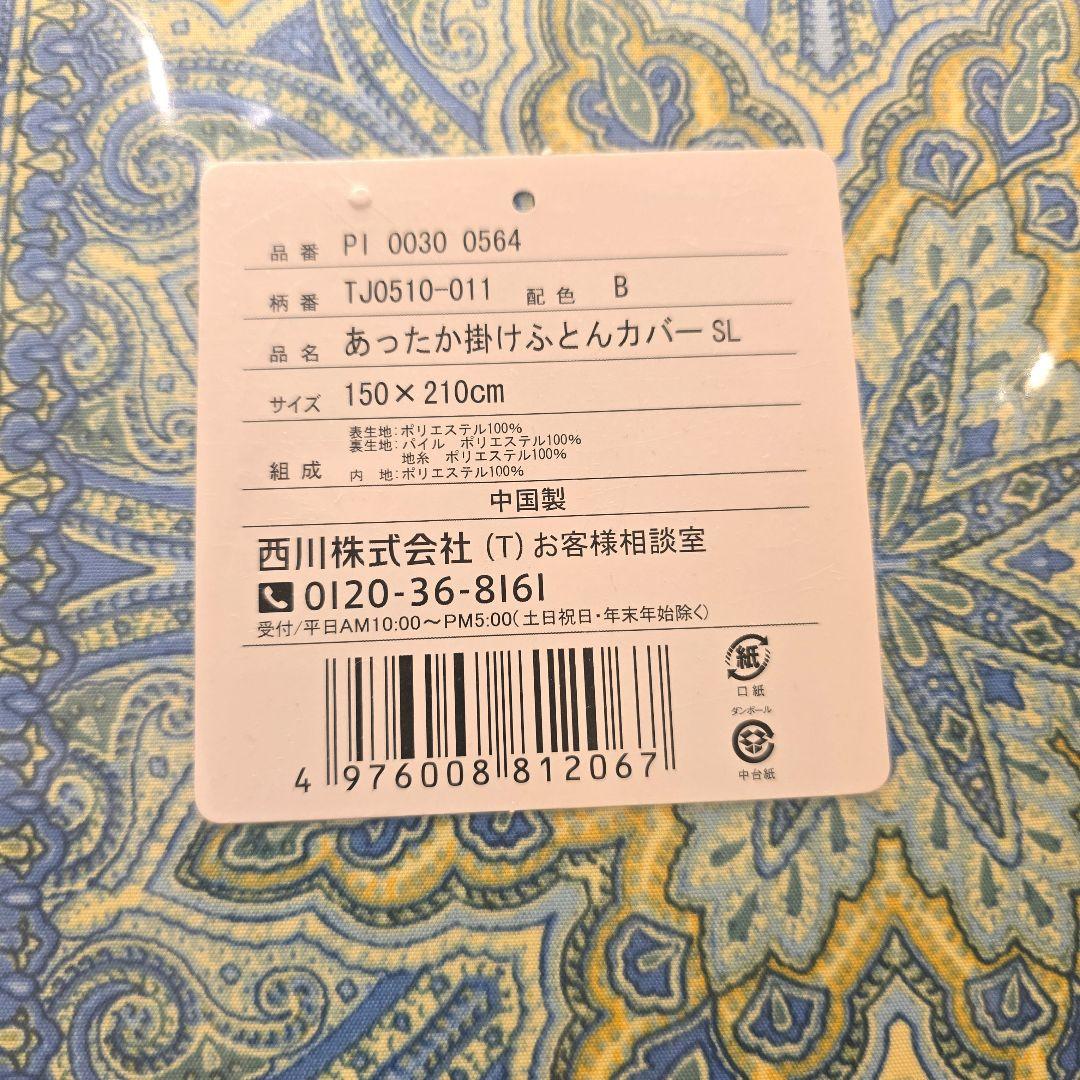 品番 PI 0030 0564
柄番 TJ0510-011 配色 B
品名 あったか掛けふとんカバー SL
サイズ 150×210cm
組成 表生地:ポリエステル100%
裏生地:パイル ポリエステル100%
地糸 ポリエステル100%
内 地:ポリエステル100%
中国製
西川株式会社 (T) お客様相談室
0120-36-8161
受付/平日AM10:00～PM5:00(土日祝日・年末年始除く)
紙
口紙
ダンボール
中台紙
4 976008 812067